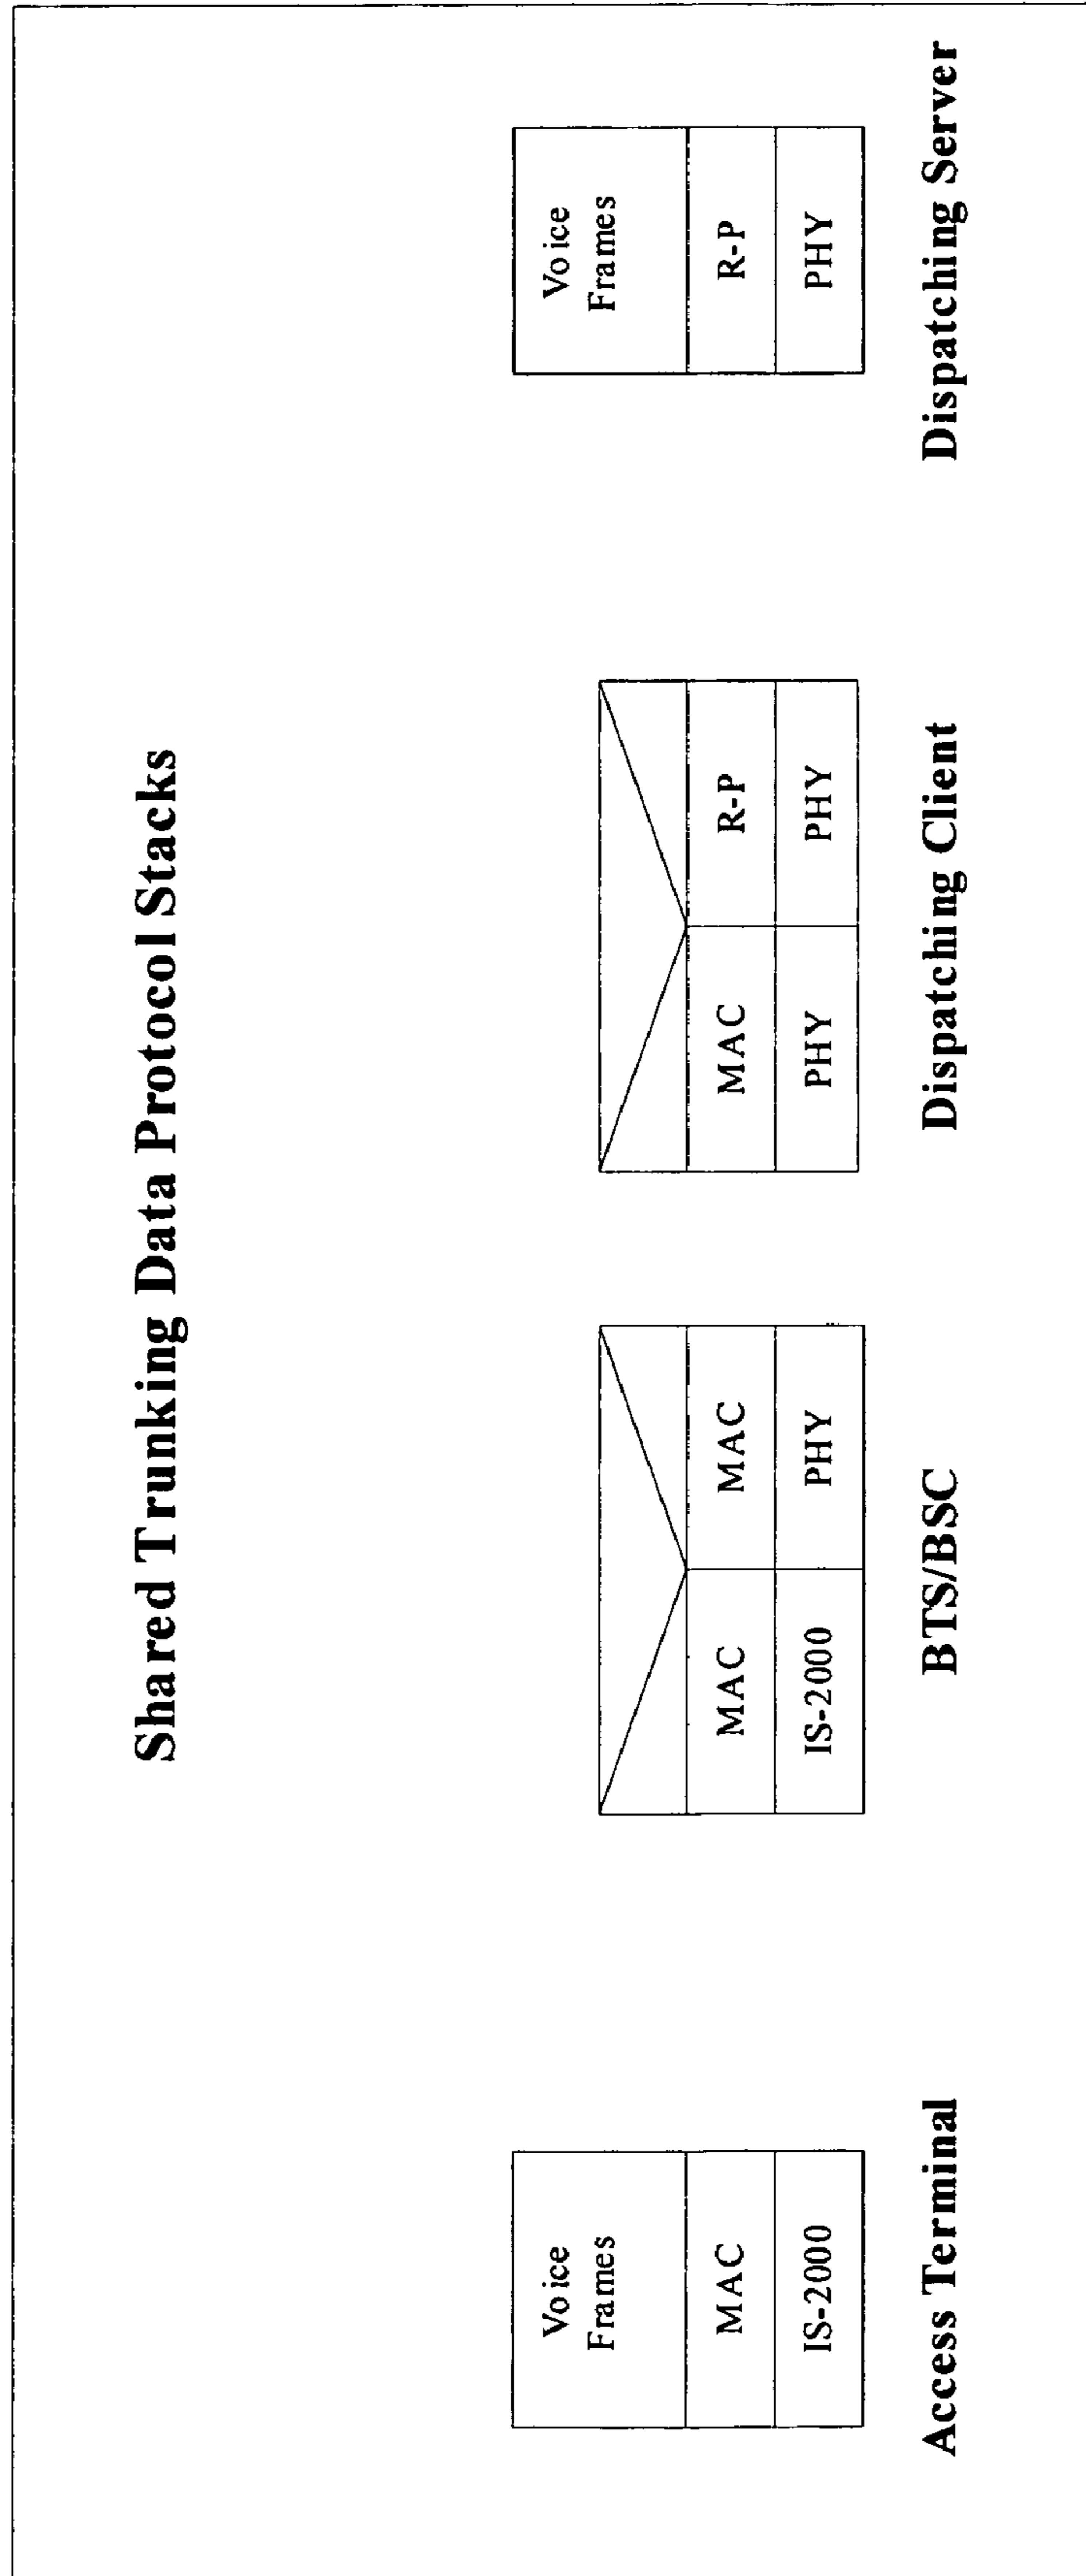 Shared Trunking Data Protocol Stacks
Voice
Frames
MAC
IS-2000
Access Terminal
MAC
MAC
IS-2000
PHY
BTS/BSC
MAC
R-P
PHY
PHY
Dispatching Client
Voice
Frames
R-P
PHY
Dispatching Server